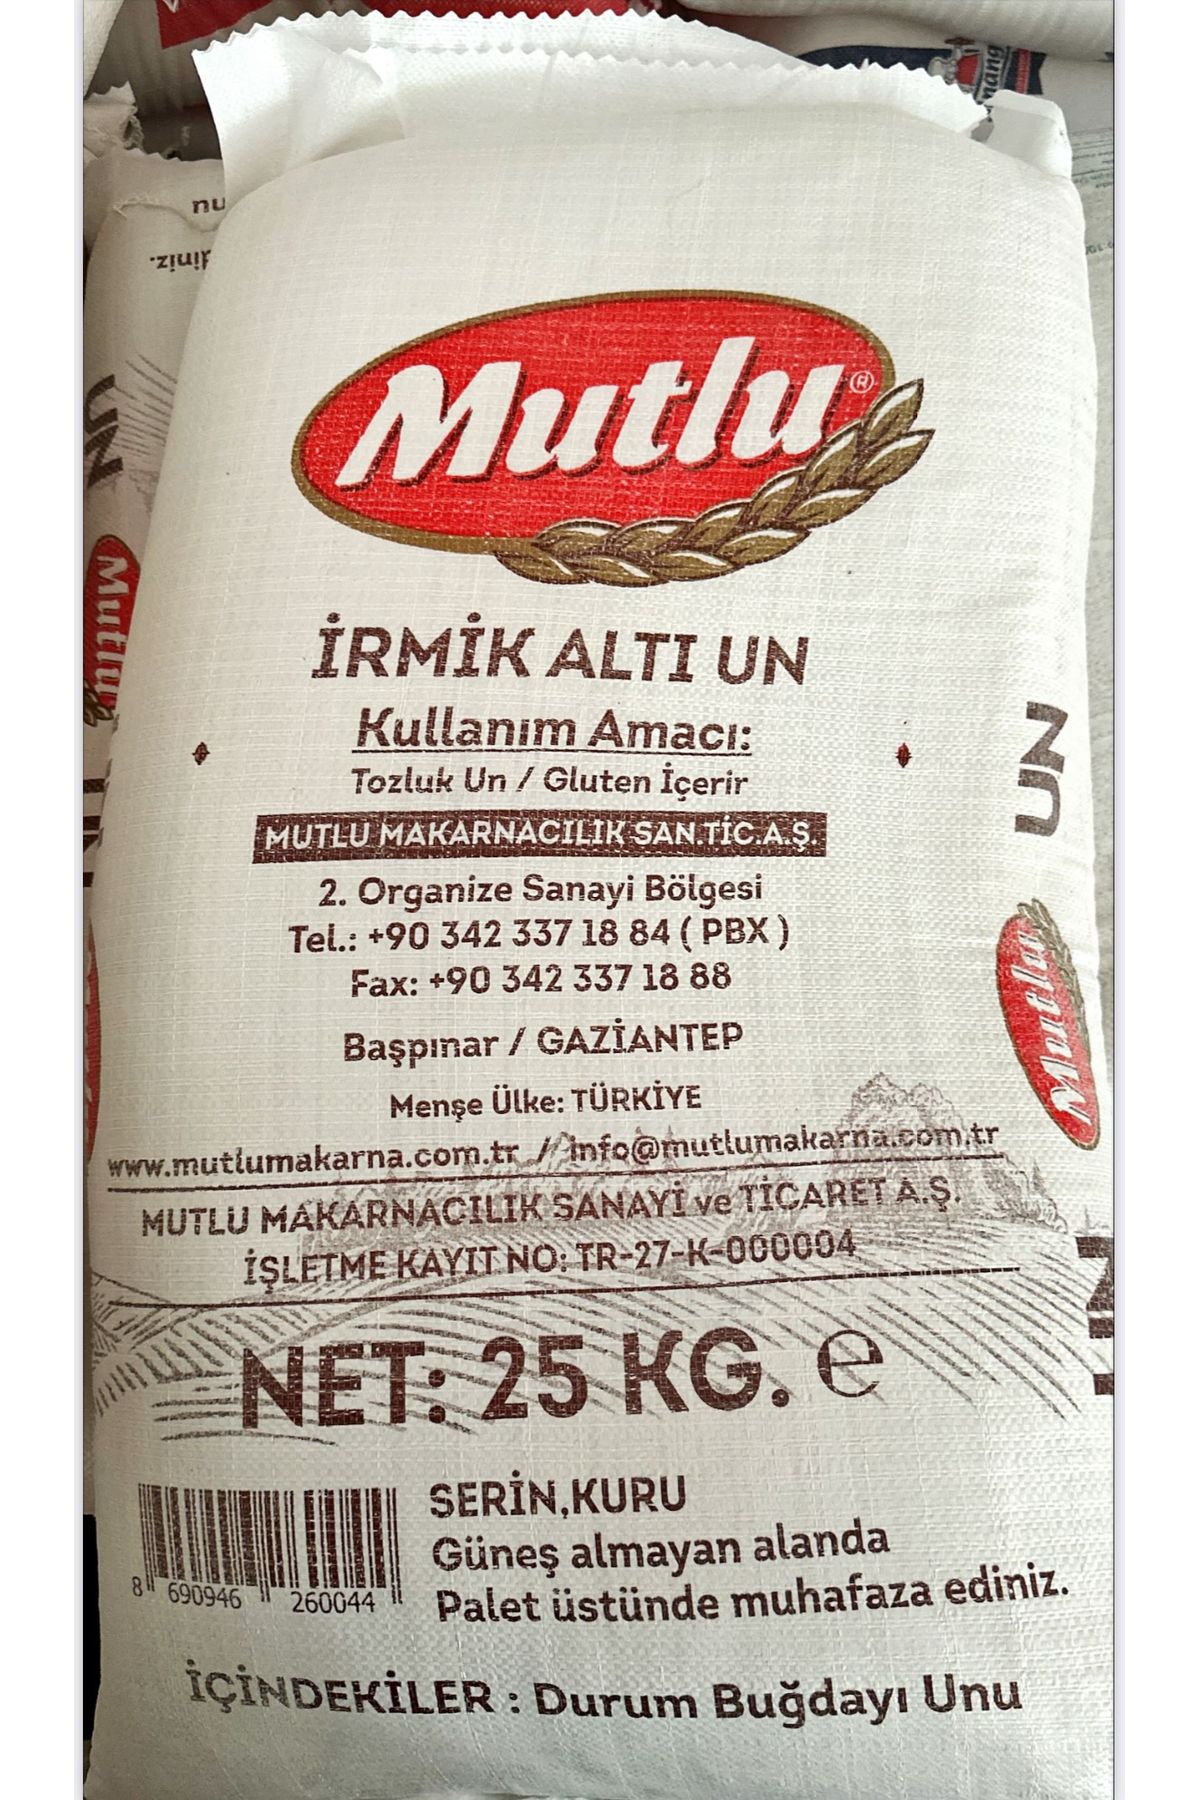 Mutlu®
İRMİK ALTI UN
Kullanım Amacı:
Tozluk Un / Gluten İçerir
MUTLU MAKARNACILIK SAN.TİC.A.Ş.
2. Organize Sanayi Bölgesi
Tel.: +90 342 337 18 84 ( PBX )
Fax: +90 342 337 18 88
Başpınar / GAZİANTEP
Menşe Ülke: TÜRKİYE
www.mutlumakarna.com.tr / info@mutlumakarna.com.tr
MUTLU MAKARNACILIK SANAYİ ve TİCARET A.Ş.
İŞLETME KAYIT NO: TR-27-K-000004
NET: 25 KG. ℮
8 690946 260044
SERİN,KURU
Güneş almayan alanda
Palet üstünde muhafaza ediniz.
İÇİNDEKİLER : Durum Buğdayı Unu
UN
Mutlu
UN
Mutlu